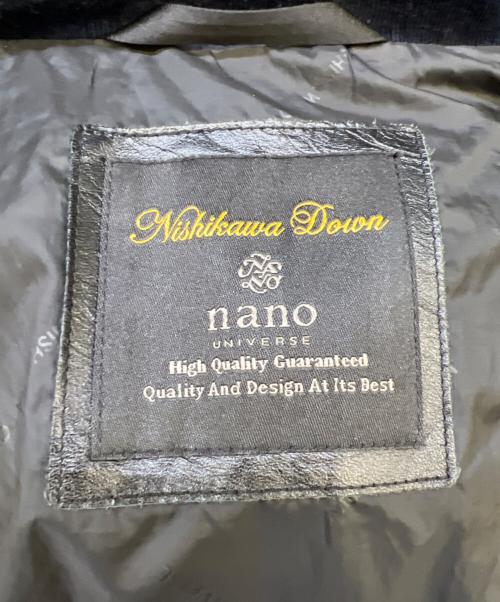 Nishikawa Down
nano
UNIVERSE
High Quality Guaranteed
Quality And Design At Its Best